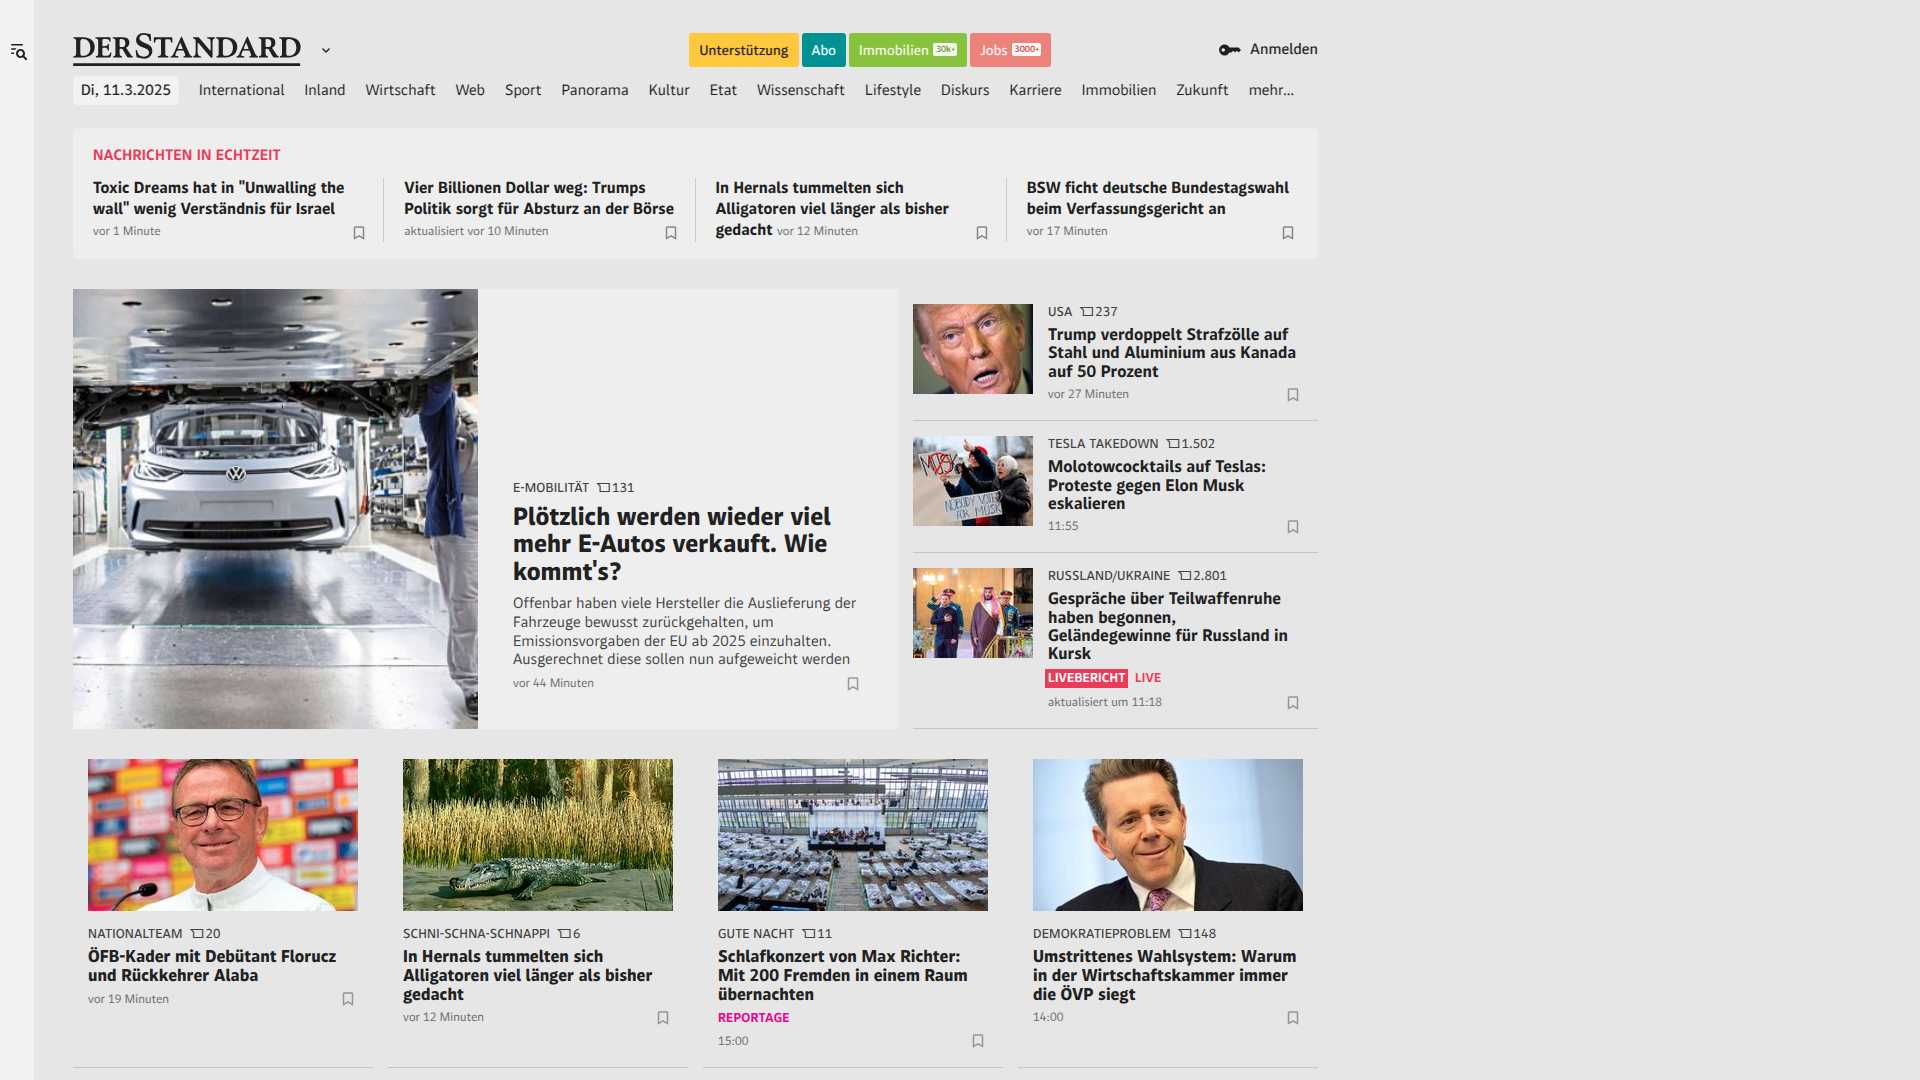 DERSTANDARD
Unterstützung
Abo
Immobilien 30k+
Jobs 3000+
Anmelden
Di, 11.3.2025
International
Inland
Wirtschaft
Web
Sport
Panorama
Kultur
Etat
Wissenschaft
Lifestyle
Diskurs
Karriere
Immobilien
Zukunft
mehr...
NACHRICHTEN IN ECHTZEIT
Toxic Dreams hat in "Unwalling the
wall" wenig Verständnis für Israel
vor 1 Minute
Vier Billionen Dollar weg: Trumps
Politik sorgt für Absturz an der Börse
aktualisiert vor 10 Minuten
In Hernals tummelten sich
Alligatoren viel länger als bisher
gedacht vor 12 Minuten
BSW ficht deutsche Bundestagswahl
beim Verfassungsgericht an
vor 17 Minuten
E-MOBILITÄT 131
Plötzlich werden wieder viel
mehr E-Autos verkauft. Wie
kommt's?
Offenbar haben viele Hersteller die Auslieferung der
Fahrzeuge bewusst zurückgehalten, um
Emissionsvorgaben der EU ab 2025 einzuhalten.
Ausgerechnet diese sollen nun aufgeweicht werden
vor 44 Minuten
USA 237
Trump verdoppelt Strafzölle auf
Stahl und Aluminium aus Kanada
auf 50 Prozent
vor 27 Minuten
MUSK
NOBODY VOTED
FOR MUSK
TESLA TAKEDOWN 1.502
Molotowcocktails auf Teslas:
Proteste gegen Elon Musk
eskalieren
11:55
RUSSLAND/UKRAINE 2.801
Gespräche über Teilwaffenruhe
haben begonnen,
Geländegewinne für Russland in
Kursk
LIVEBERICHT LIVE
aktualisiert um 11:18
NATIONALTEAM 20
ÖFB-Kader mit Debütant Florucz
und Rückkehrer Alaba
vor 19 Minuten
SCHNI-SCHNA-SCHNAPPI 6
In Hernals tummelten sich
Alligatoren viel länger als bisher
gedacht
vor 12 Minuten
GUTE NACHT 11
Schlafkonzert von Max Richter:
Mit 200 Fremden in einem Raum
übernachten
REPORTAGE
15:00
DEMOKRATIEPROBLEM 148
Umstrittenes Wahlsystem: Warum
in der Wirtschaftskammer immer
die ÖVP siegt
14:00